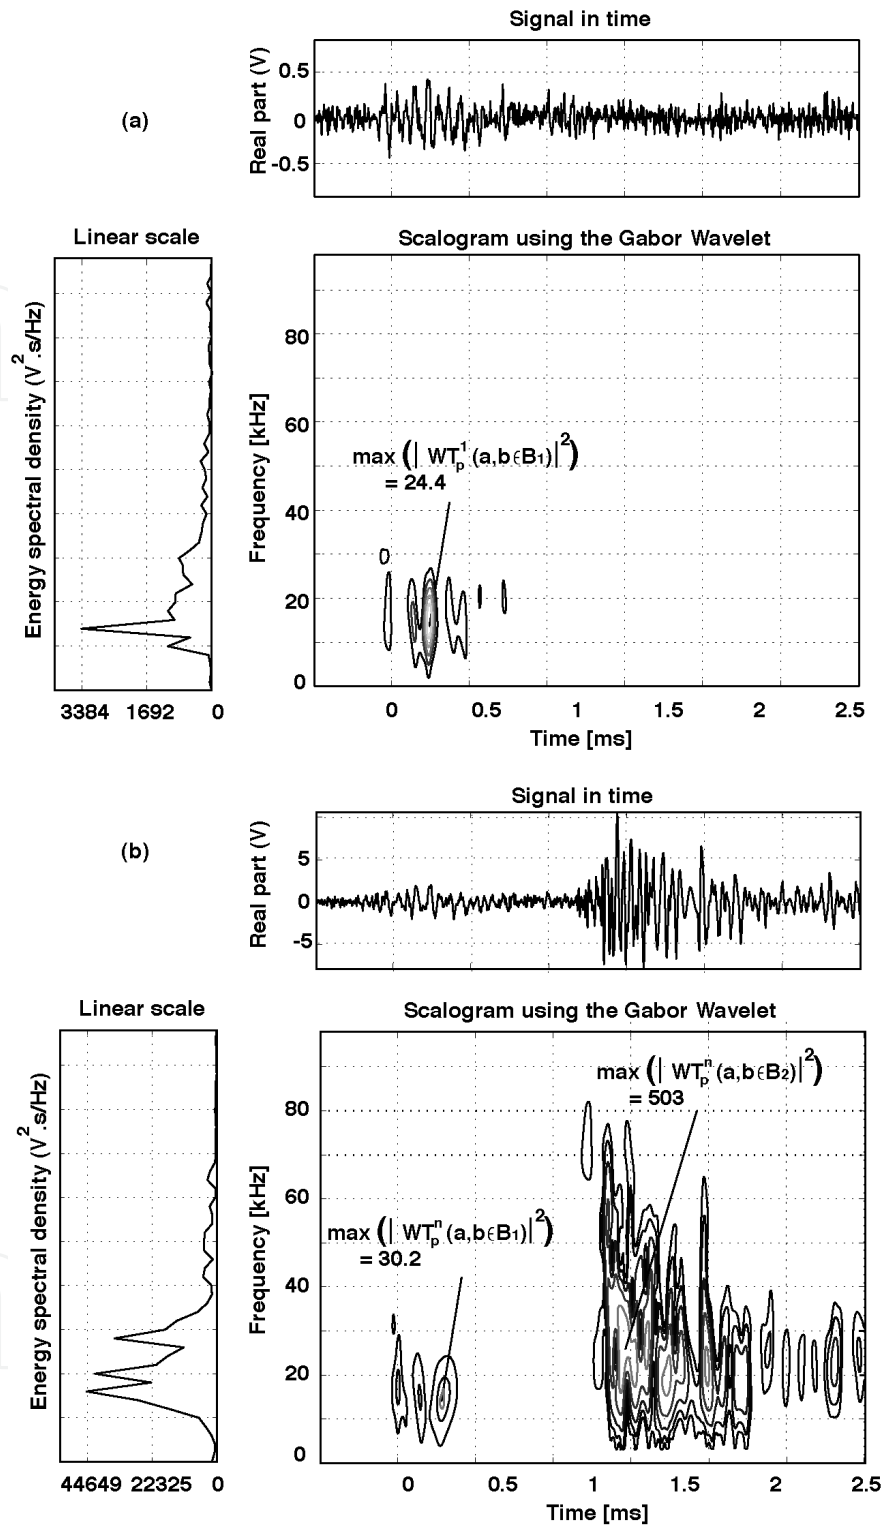 Signal in time
(a)
Real part (V)
0.5
0
-0.5
Linear scale
Scalogram using the Gabor Wavelet
Energy spectral density (V2.s/Hz)
Frequency [kHz]
80
60
max (| WTp1 (a,bϵB1)|2)
= 24.4
40
20
0
3384 1692 0
0 0.5 1 1.5 2 2.5
Time [ms]
Signal in time
(b)
Real part (V)
5
0
-5
Linear scale
Scalogram using the Gabor Wavelet
Energy spectral density (V2.s/Hz)
Frequency [kHz]
max (| WTpn (a,bϵB2)|2)
= 503
80
60
max (| WTpn (a,bϵB1)|2)
= 30.2
40
20
0
44649 22325 0
0 0.5 1 1.5 2 2.5
Time [ms]